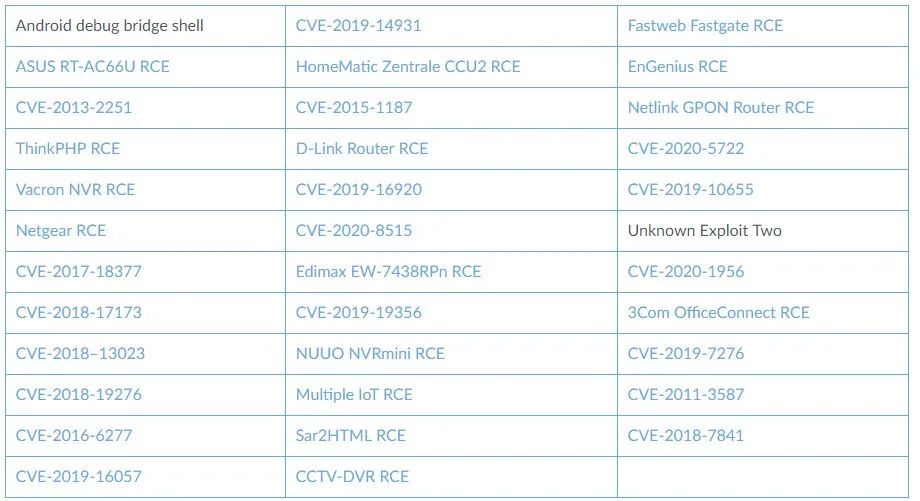 Android debug bridge shell CVE-2019-14931 Fastweb Fastgate RCE
ASUS RT-AC66U RCE HomeMatic Zentrale CCU2 RCE EnGenius RCE
CVE-2013-2251 CVE-2015-1187 Netlink GPON Router RCE
ThinkPHP RCE D-Link Router RCE CVE-2020-5722
Vacron NVR RCE CVE-2019-16920 CVE-2019-10655
Netgear RCE CVE-2020-8515 Unknown Exploit Two
CVE-2017-18377 Edimax EW-7438RPn RCE CVE-2020-1956
CVE-2018-17173 CVE-2019-19356 3Com OfficeConnect RCE
CVE-2018–13023 NUUO NVRmini RCE CVE-2019-7276
CVE-2018-19276 Multiple IoT RCE CVE-2011-3587
CVE-2016-6277 Sar2HTML RCE CVE-2018-7841
CVE-2019-16057 CCTV-DVR RCE